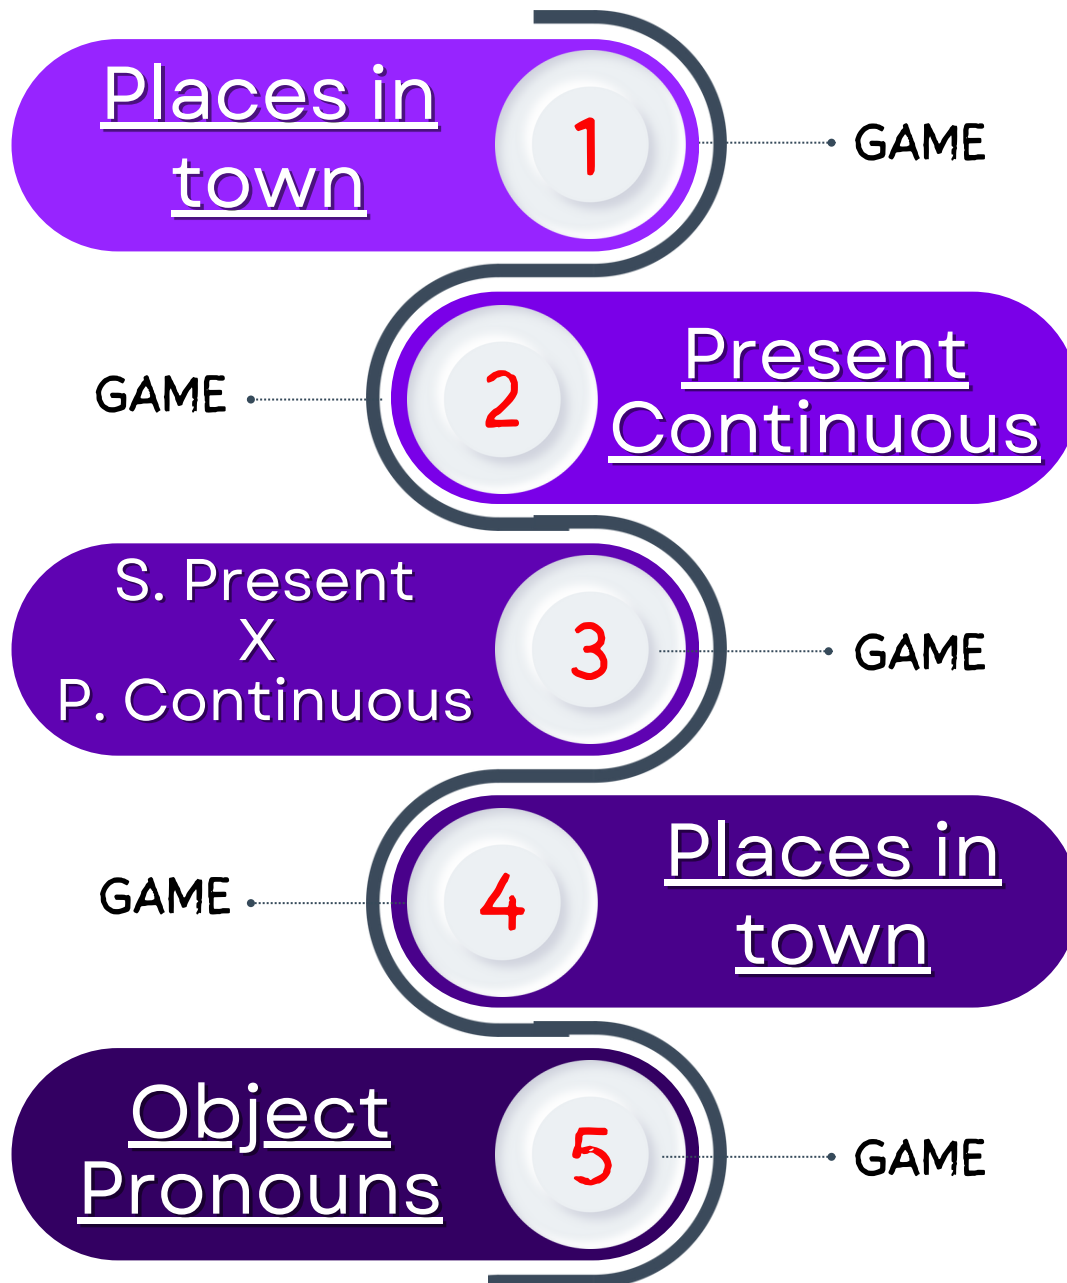 Places in
town
1
GAME
GAME
2
Present
Continuous
S. Present
X
P. Continuous
3
GAME
GAME
4
Places in
town
Object
Pronouns
5
GAME